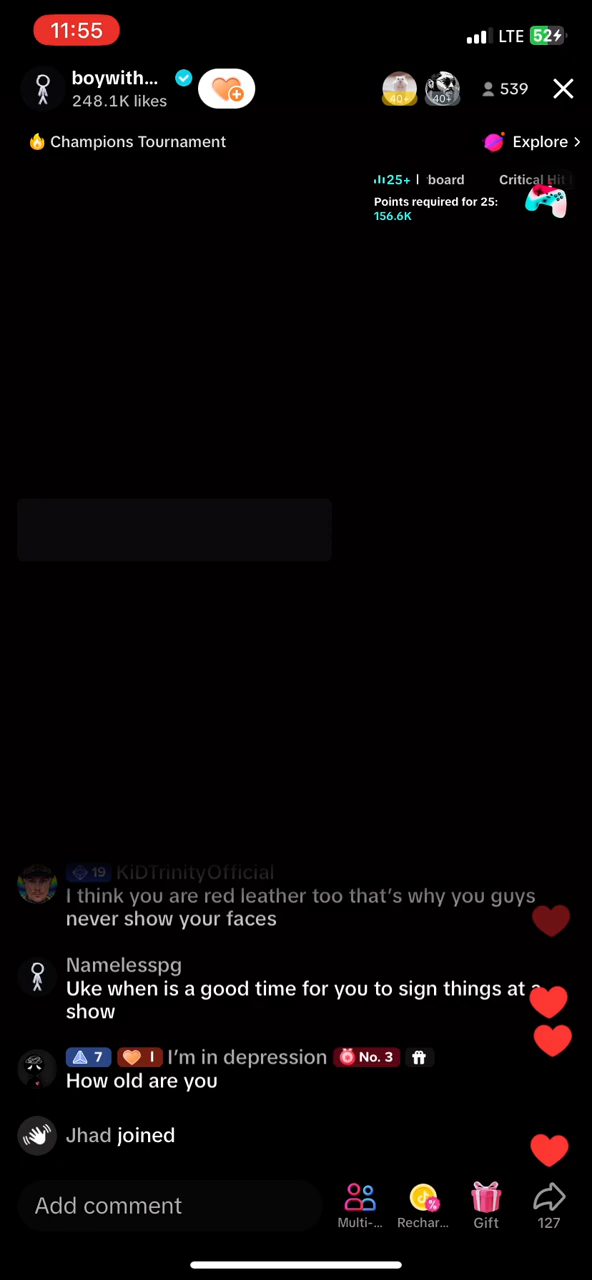 11:55
LTE 52
boywith...
248.1K likes
40+
40+
539
Champions Tournament
Explore >
25+ board Critical Hit
Points required for 25:
156.6K
19 KiDTrinityOfficial
I think you are red leather too that's why you guys
never show your faces
Namelesspg
Uke when is a good time for you to sign things at a
show
7 I I'm in depression No. 3
How old are you
Jhad joined
Add comment
Multi-...
Rechar...
Gift
127